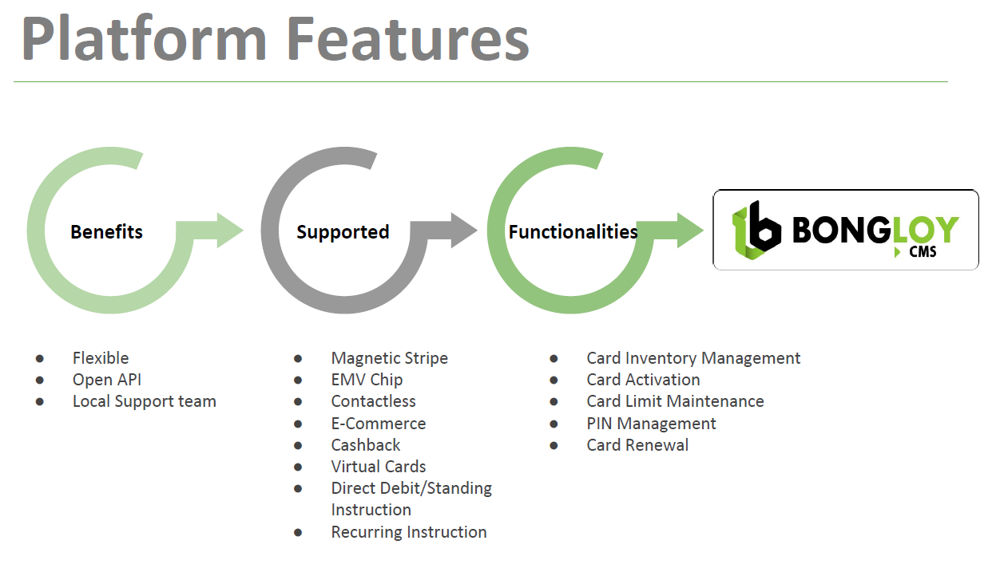 Platform Features
Benefits
Supported
Functionalities
BONGLOY
CMS
● Flexible
● Open API
● Local Support team
● Magnetic Stripe
● EMV Chip
● Contactless
● E-Commerce
● Cashback
● Virtual Cards
● Direct Debit/Standing
Instruction
● Recurring Instruction
● Card Inventory Management
● Card Activation
● Card Limit Maintenance
● PIN Management
● Card Renewal